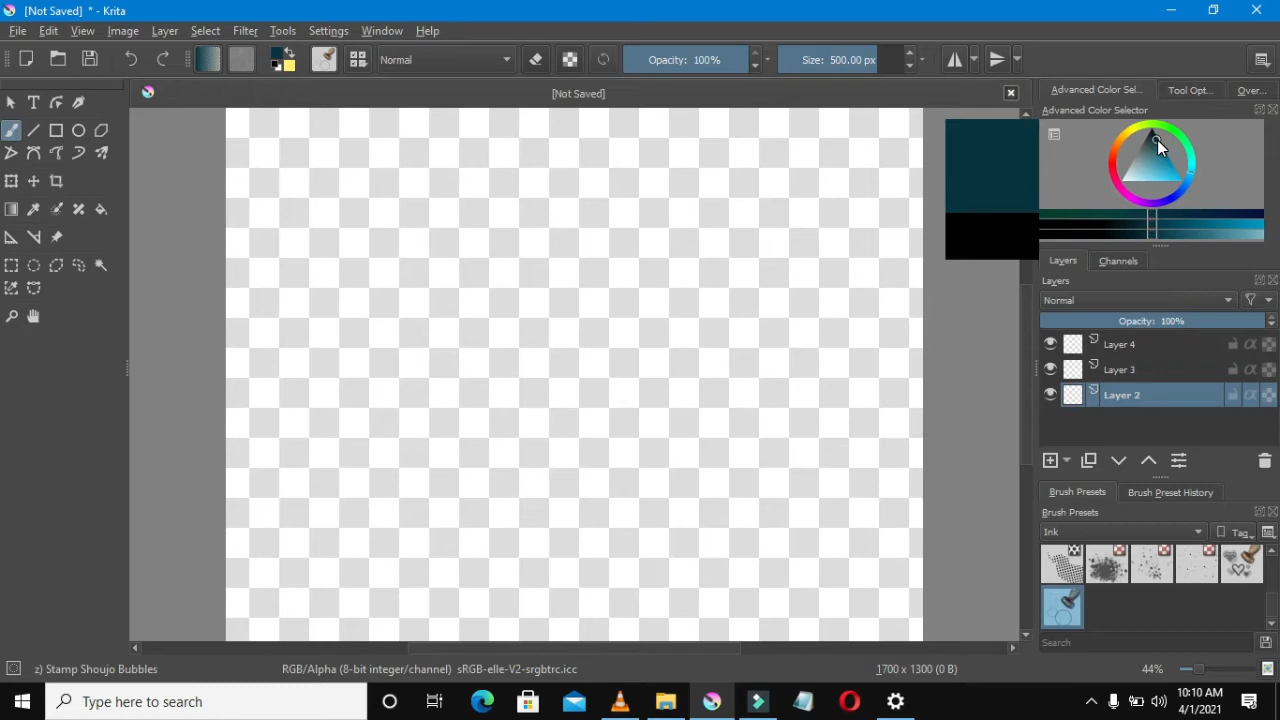 [Not Saved] * - Krita
File Edit View Image Layer Select Filter Tools Settings Window Help
Normal Opacity: 100% Size: 500.00 px
[Not Saved]
Advanced Color Sel... Tool Opt... Over...
Advanced Color Selector
Layers Channels
Layers
Normal
Opacity: 100%
Layer 4
Layer 3
Layer 2
Brush Presets Brush Preset History
Brush Presets
Ink Tag
Search
z) Stamp Shoujo Bubbles RGB/Alpha (8-bit integer/channel) sRGB-elle-V2-srgbtrc.icc 1700 x 1300 (0 B) 44%
Type here to search
10:10 AM
4/1/2021